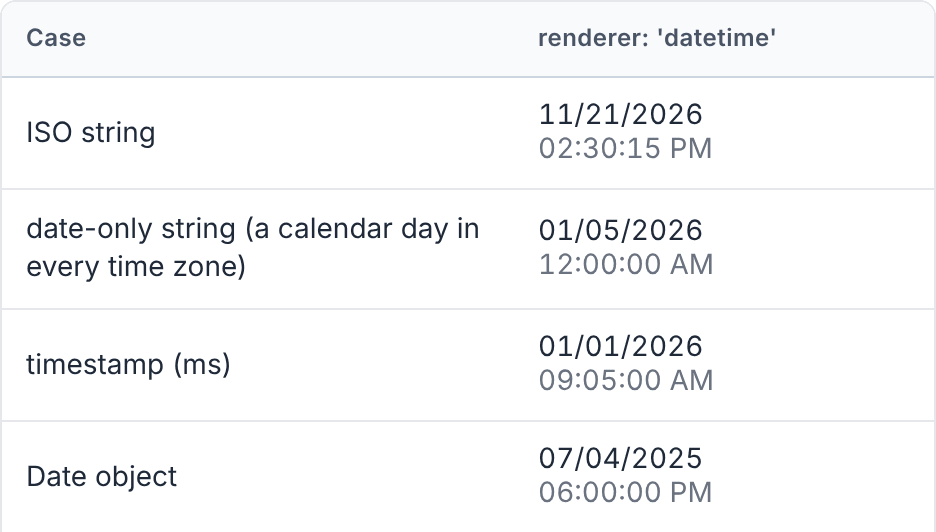 Case
renderer: 'datetime'
ISO string
11/21/2026
02:30:15 PM
date-only string (a calendar day in
every time zone)
01/05/2026
12:00:00 AM
timestamp (ms)
01/01/2026
09:05:00 AM
Date object
07/04/2025
06:00:00 PM